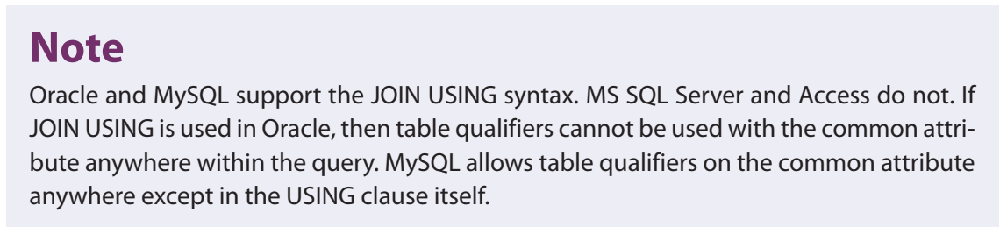 Note
Oracle and MySQL support the JOIN USING syntax. MS SQL Server and Access do not. If
JOIN USING is used in Oracle, then table qualifiers cannot be used with the common attri-
bute anywhere within the query. MySQL allows table qualifiers on the common attribute
anywhere except in the USING clause itself.